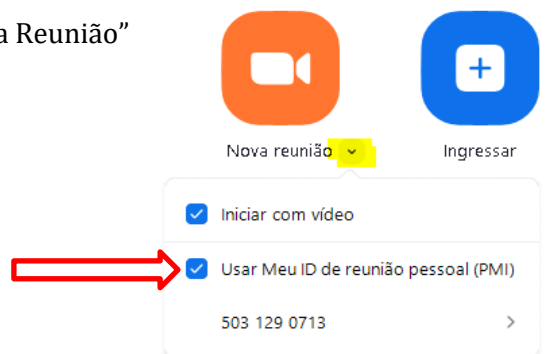 a Reunião”
Nova reunião Ingressar
Iniciar com vídeo
Usar Meu ID de reunião pessoal (PMI)
503 129 0713